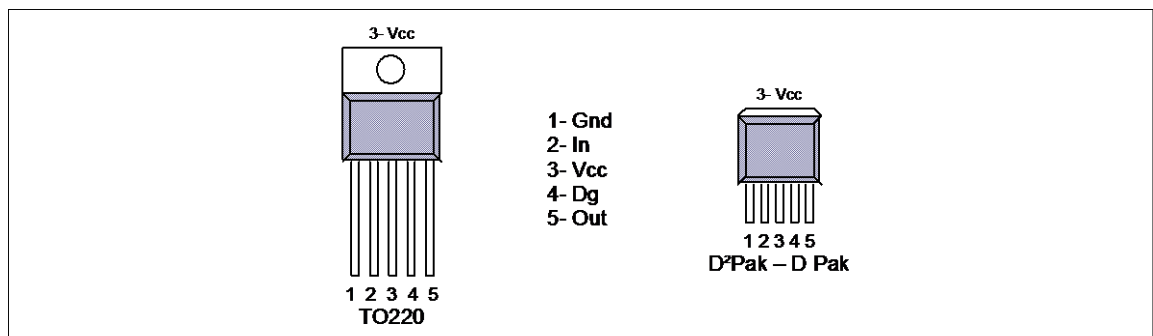 3- Vcc
1 2 3 4 5
TO220
1- Gnd
2- In
3- Vcc
4- Dg
5- Out
3- Vcc
1 2 3 4 5
D²Pak – D Pak